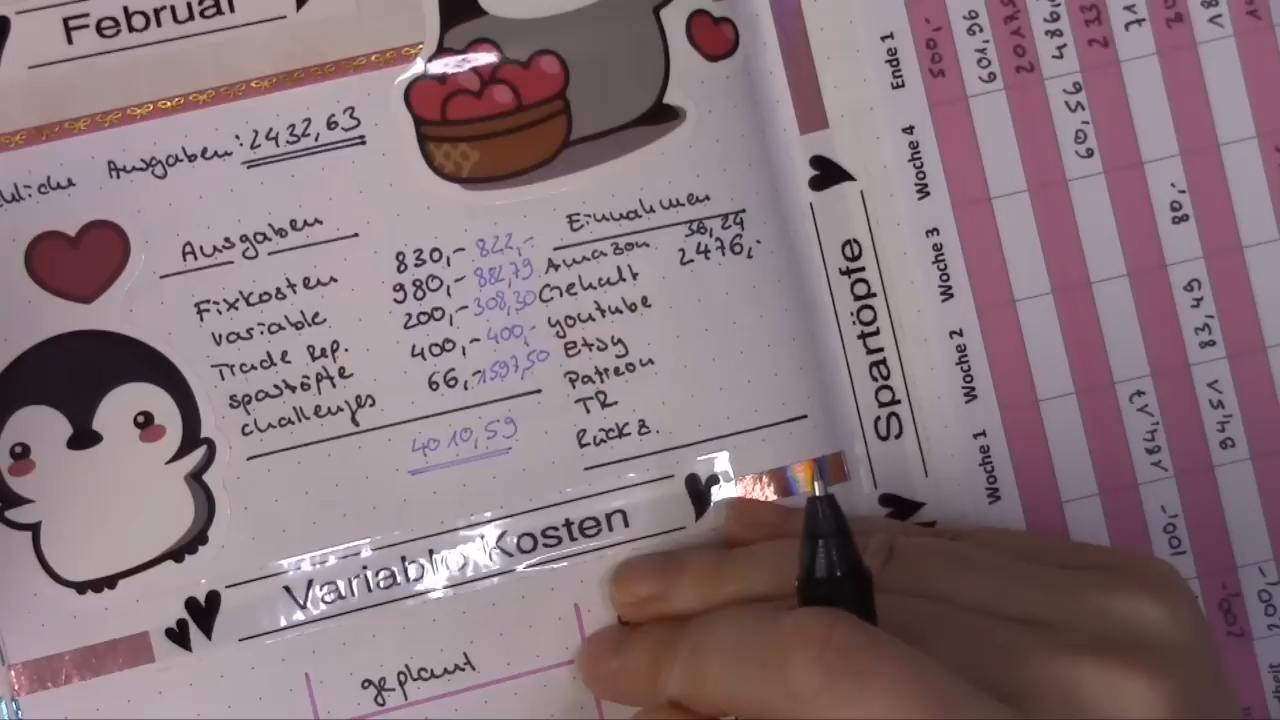 Februar
Ausgaben: 2432,63
Ausgaben
Fixkosten 830,- 822,-
variable 980,- 882,79
Trade Rep. 200,- 308,30
spartöpfe 400,- 400,-
challenges 66,- 1597,50
4010,59
Einnahmen
Amazon 38,24
Gehalt 2476,-
youtube
Etsy
Patreon
TR
Rückz.
Variable Kosten
geplant
Spartöpfe
Woche 1 Woche 2 Woche 3 Woche 4 Ende 1
500,-
601,96
60,56
100,- 184,17
80,-
200,- 94,51 83,49
200,-